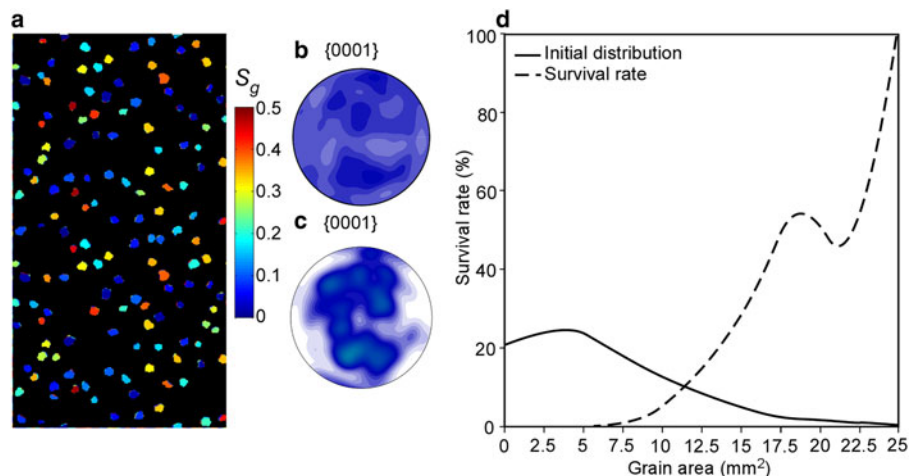 a
S_g
0.5
0.4
0.3
0.2
0.1
0
b
{0001}
c
{0001}
d
Initial distribution
Survival rate
Survival rate (%)
100
80
60
40
20
0
0 2.5 5 7.5 10 12.5 15 17.5 20 22.5 25
Grain area (mm²)